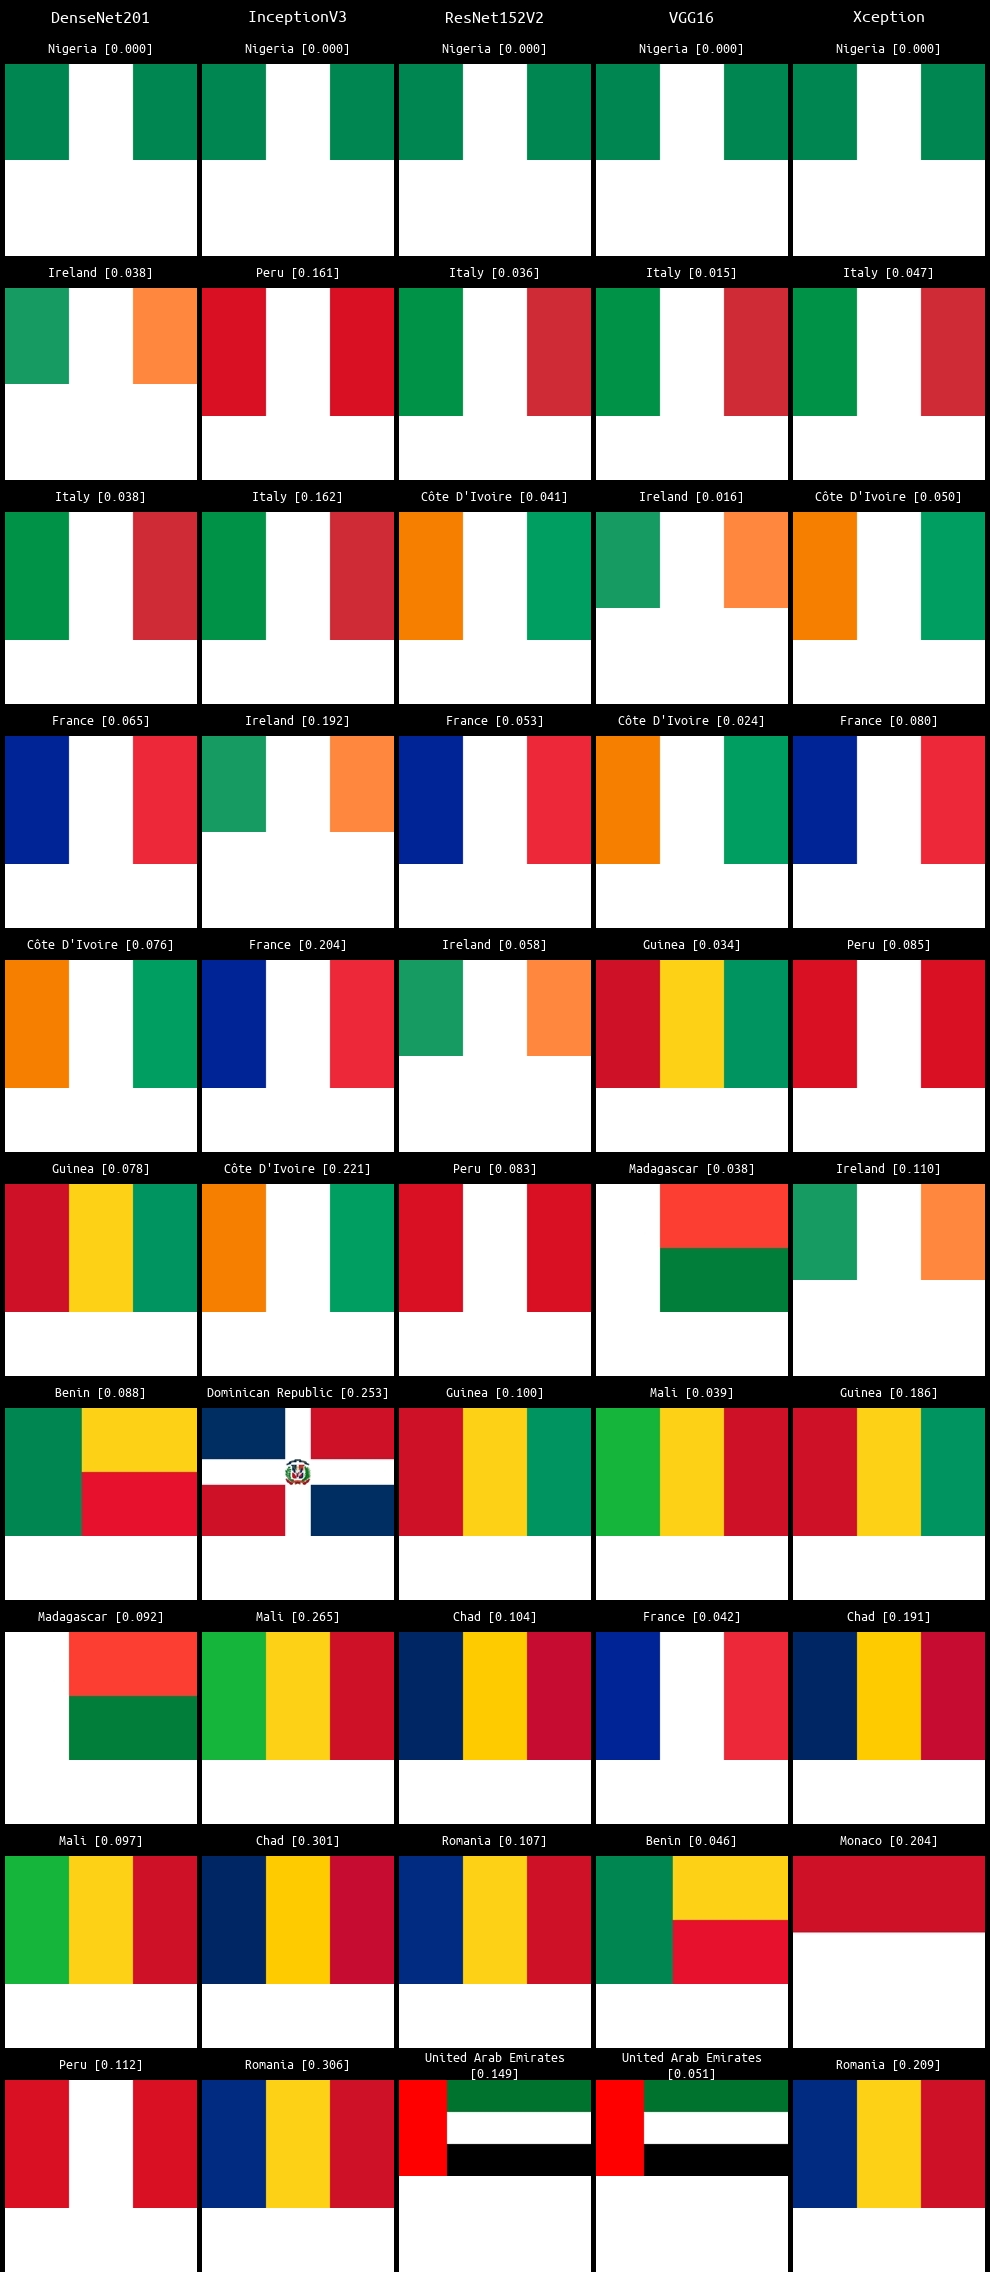 DenseNet201 InceptionV3 ResNet152V2 VGG16 Xception
Nigeria [0.000] Nigeria [0.000] Nigeria [0.000] Nigeria [0.000] Nigeria [0.000]
Ireland [0.038] Peru [0.161] Italy [0.036] Italy [0.015] Italy [0.047]
Italy [0.038] Italy [0.162] Côte D'Ivoire [0.041] Ireland [0.016] Côte D'Ivoire [0.050]
France [0.065] Ireland [0.192] France [0.053] Côte D'Ivoire [0.024] France [0.080]
Côte D'Ivoire [0.076] France [0.204] Ireland [0.058] Guinea [0.034] Peru [0.085]
Guinea [0.078] Côte D'Ivoire [0.221] Peru [0.083] Madagascar [0.038] Ireland [0.110]
Benin [0.088] Dominican Republic [0.253] Guinea [0.100] Mali [0.039] Guinea [0.186]
Madagascar [0.092] Mali [0.265] Chad [0.104] France [0.042] Chad [0.191]
Mali [0.097] Chad [0.301] Romania [0.107] Benin [0.046] Monaco [0.204]
Peru [0.112] Romania [0.306] United Arab Emirates [0.149] United Arab Emirates [0.051] Romania [0.209]